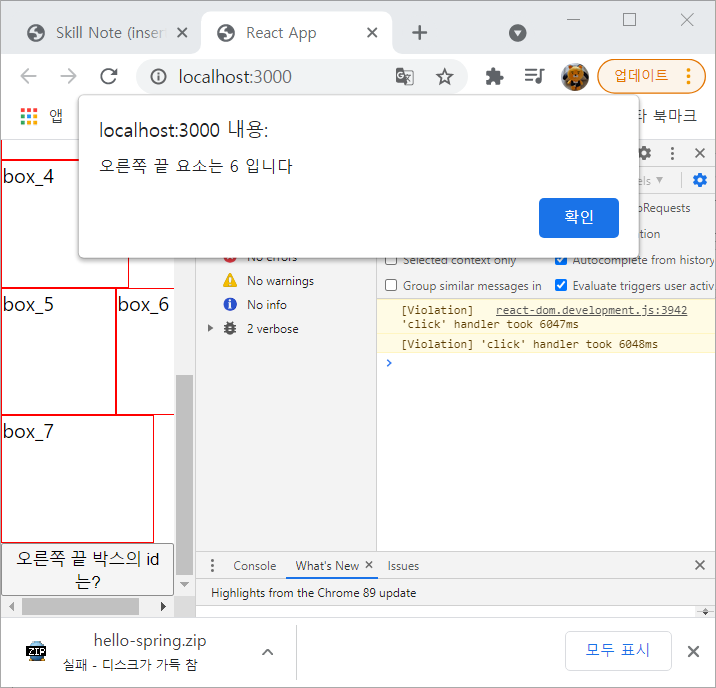 Skill Note (inser
React App
localhost:3000
업데이트
앱
타 북마크
localhost:3000 내용:
오른쪽 끝 요소는 6 입니다
확인
els
Requests
tion
box_4
box_5
box_6
box_7
오른쪽 끝 박스의 id
는?
No errors
No warnings
No info
2 verbose
Selected context only
Autocomplete from history
Group similar messages in
Evaluate triggers user activ
[Violation] react-dom.development.js:3942
'click' handler took 6047ms
[Violation] 'click' handler took 6048ms
Console
What's New
Issues
Highlights from the Chrome 89 update
hello-spring.zip
실패 - 디스크가 가득 참
ZIP
모두 표시